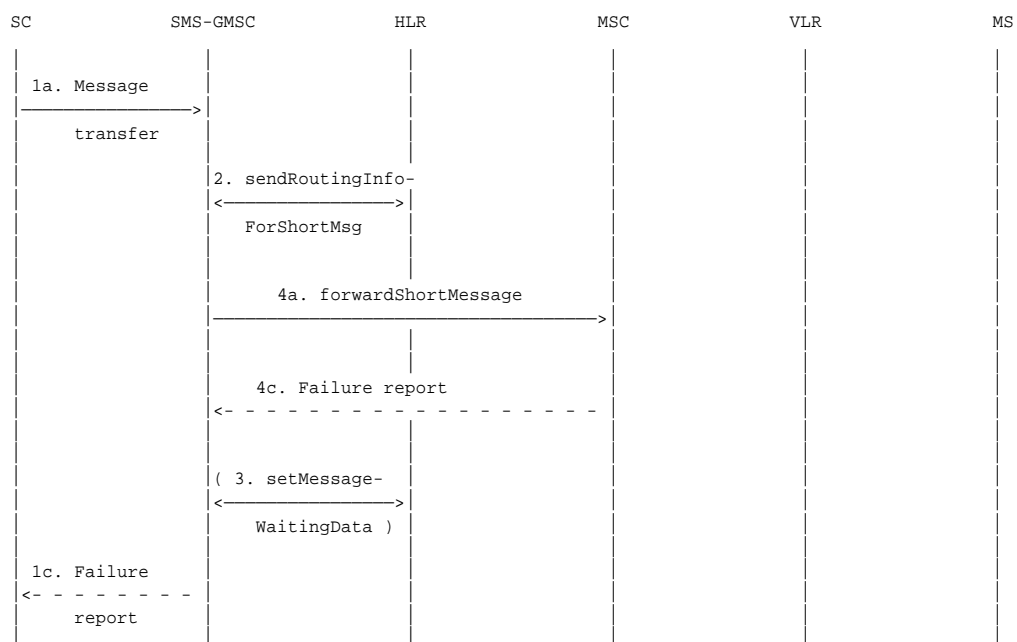 SC SMS-GMSC HLR MSC VLR MS
1a. Message
transfer
2. sendRoutingInfo-
ForShortMsg
4a. forwardShortMessage
4c. Failure report
( 3. setMessage-
WaitingData )
1c. Failure
report